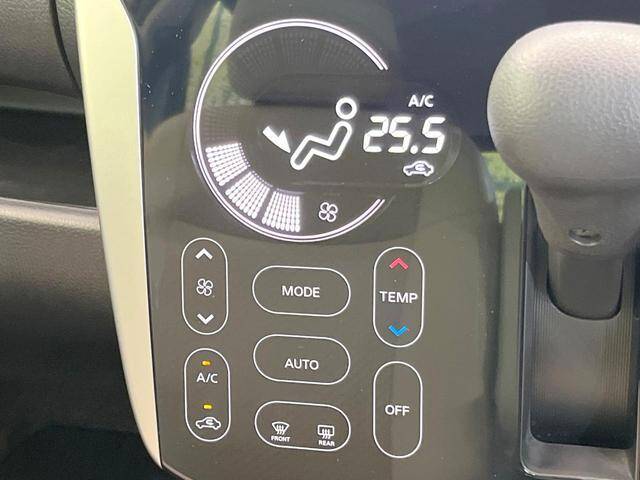 A/C
25.5
MODE
TEMP
AUTO
A/C
OFF
FRONT
REAR